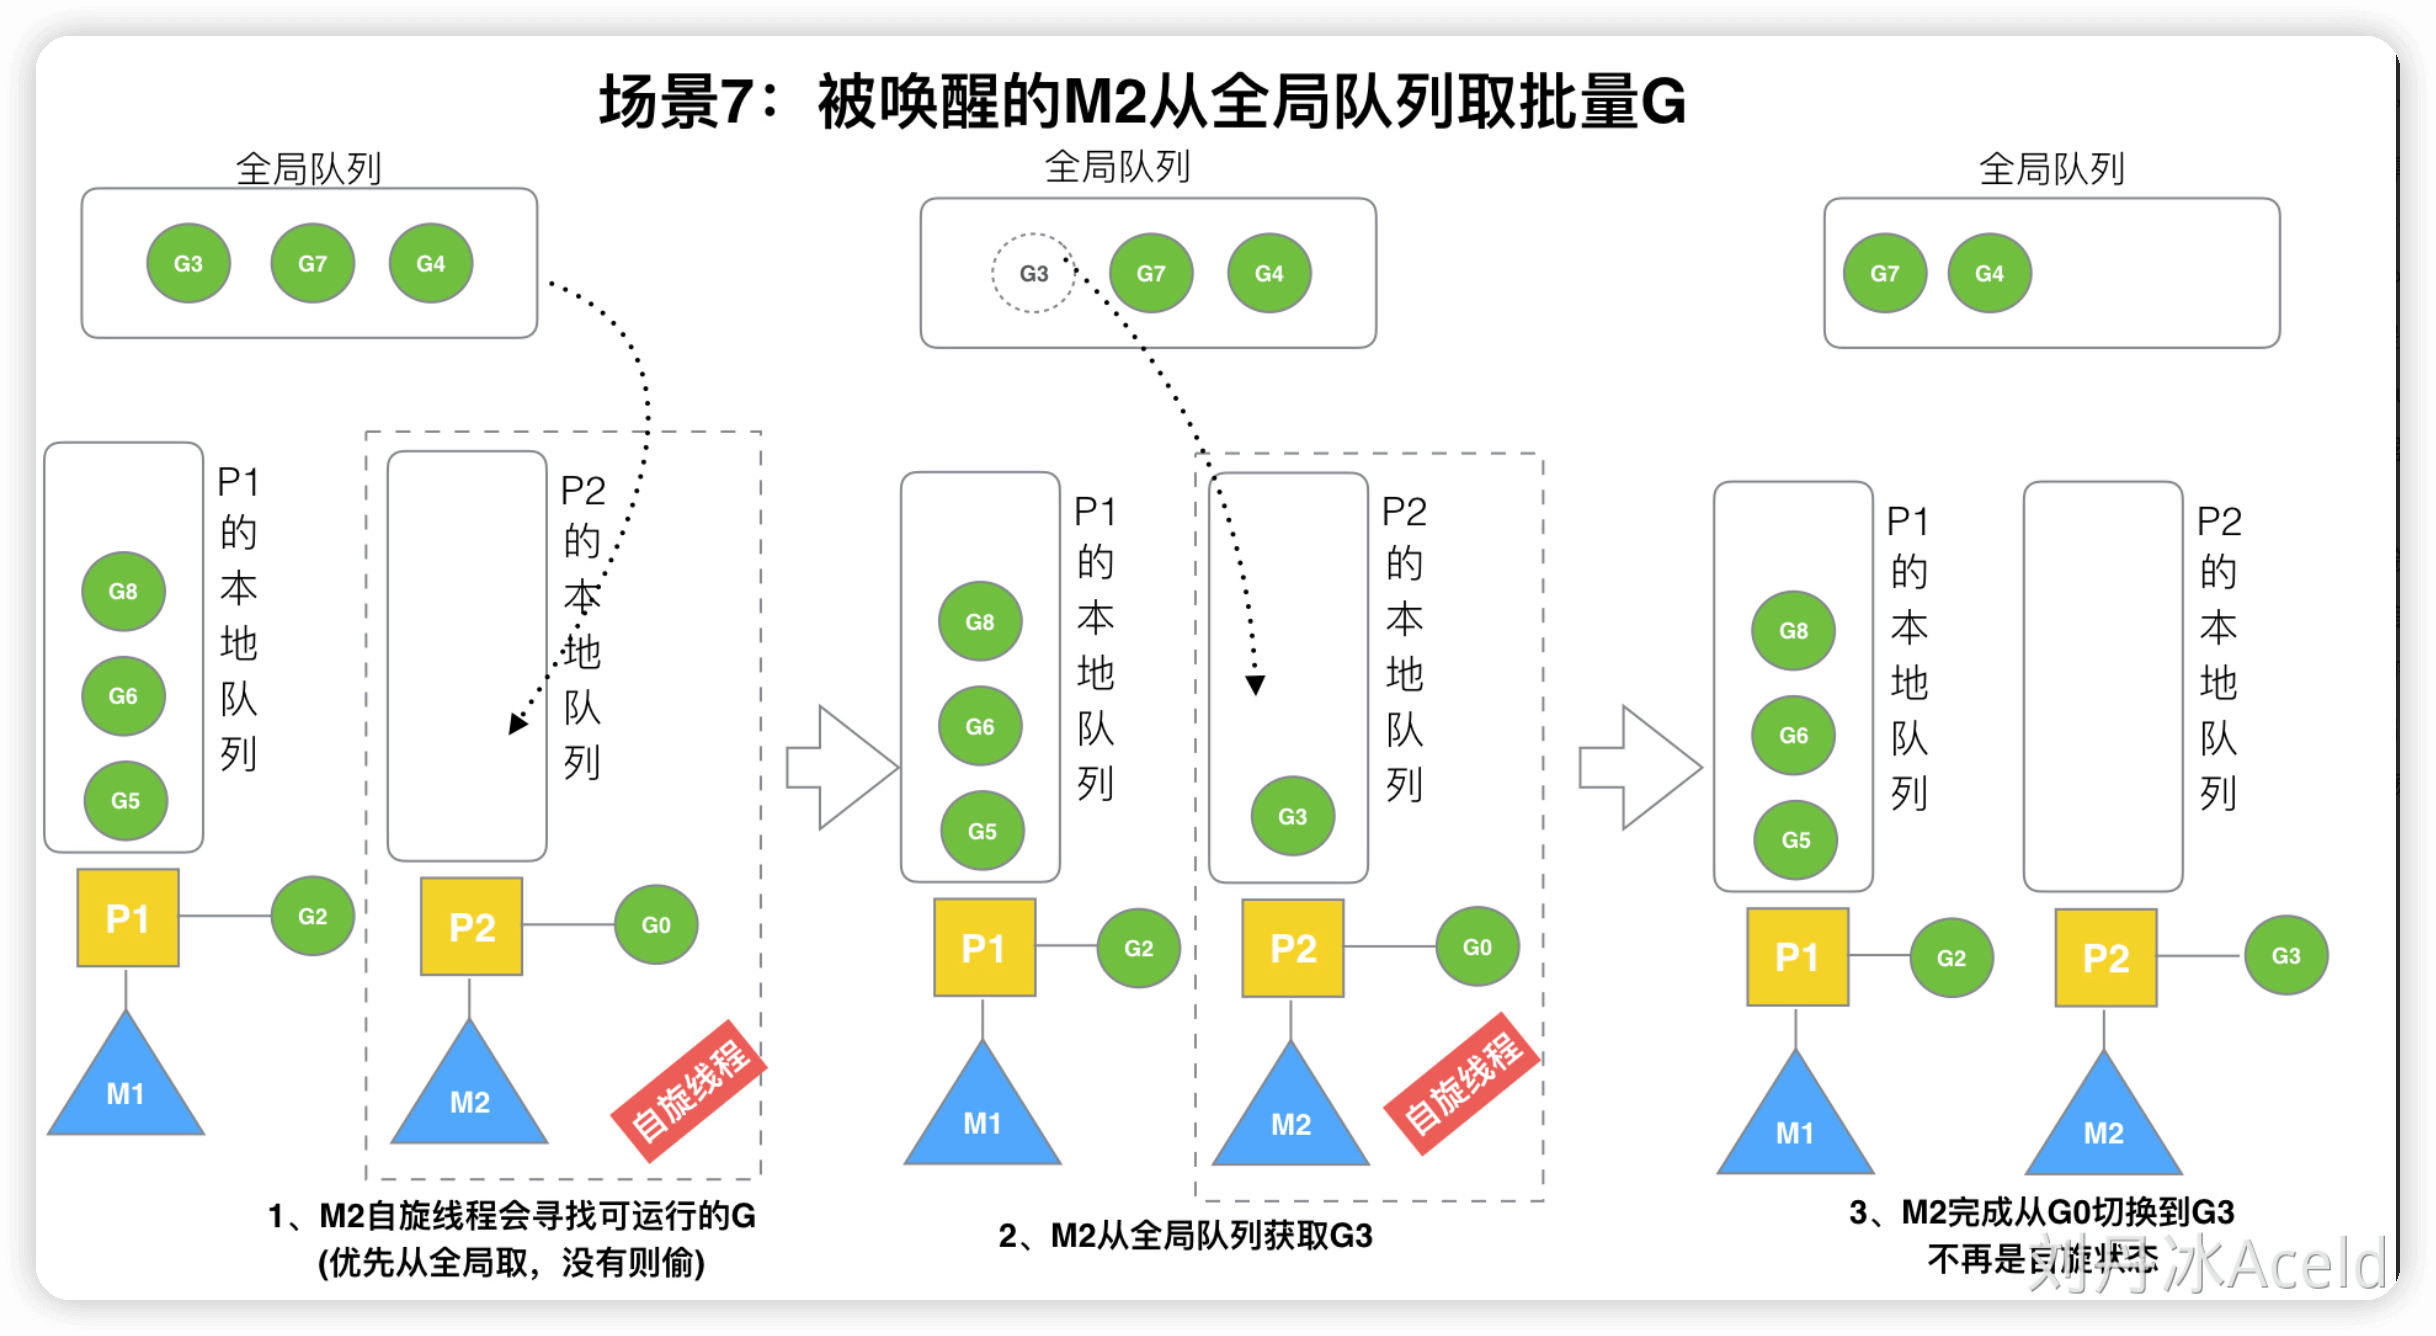 场景7：被唤醒的M2从全局队列取批量G
全局队列
G3 G7 G4
P1的本地队列
G8
G6
G5
P2的本地队列
P1
G2
P2
G0
M1
M2
自旋线程
1、M2自旋线程会寻找可运行的G
(优先从全局取，没有则偷)
全局队列
G3 G7 G4
P1的本地队列
G8
G6
G5
P2的本地队列
G3
P1
G2
P2
G0
M1
M2
自旋线程
2、M2从全局队列获取G3
全局队列
G7 G4
P1的本地队列
G8
G6
G5
P2的本地队列
P1
G2
P2
G3
M1
M2
3、M2完成从G0切换到G3
不再是自旋状态
刘丹冰Aceld